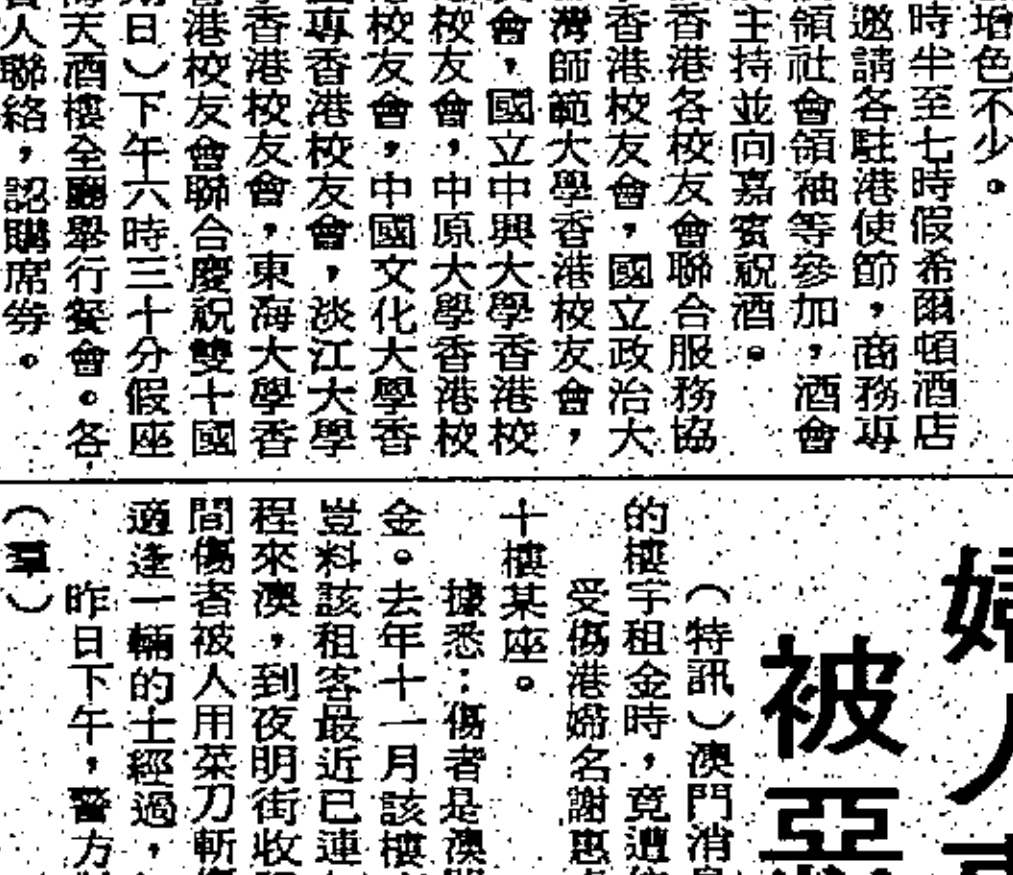 增色不少。
時半至七時假希爾頓酒店
邀請各駐港使節，商務專
領社會領袖等參加，酒會
主持並向嘉賓祝酒。
香港各校友會聯合服務協
香港校友會，國立政治大
灣師範大學香港校友會，
會，國立中興大學香港校
校友會，中原大學香港校
校友會，中國文化大學香
專香港校友會，淡江大學
香港校友會，東海大學香
港校友會聯合慶祝雙十國
日）下午六時三十分假座
天酒樓全廳舉行餐會。各
人聯絡，認購席券。
婦人
被惡
（特訊）澳門消
的樓宇租金時，竟遭
受傷港婦名謝惠
十樓某座。
據悉：傷者是澳
金。去年十一月該樓
豈料該租客最近已連
程來澳，到夜明街收
間傷者被人用菜刀斬
適逢一輛的士經過，
昨日下午，警方
（羣）